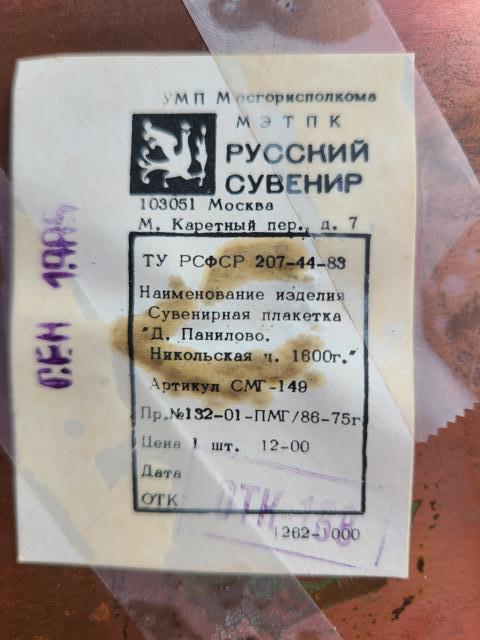 УМП Мосгорисполкома
МЭТПК
РУССКИЙ
СУВЕНИР
103051 Москва
М. Каретный пер., д. 7
ТУ РСФСР 207-44-83
Наименование изделия
Сувенирная плакетка
"Д. Панилово.
Никольская ч. 1600г."
Артикул СМГ-149
Пр.№132-01-ПМГ/86-75г
Цена 1 шт. 12-00
Дата
ОТК
1262-1000
СЕН
ОТК